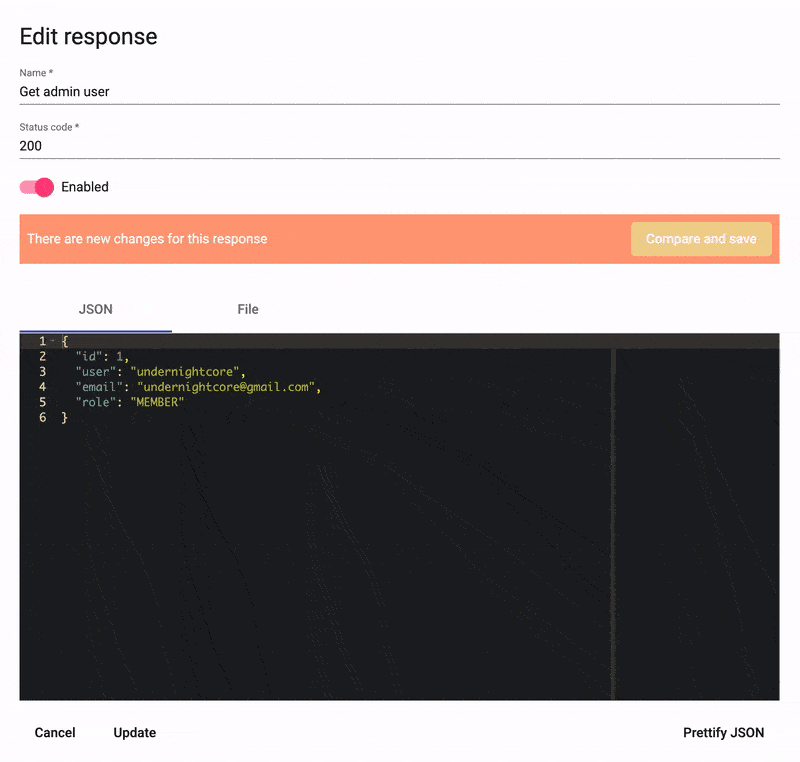 Edit response
Name *
Get admin user
Status code *
200
Enabled
There are new changes for this response
Compare and save
JSON
File
1 {
2 "id": 1,
3 "user": "undernightcore",
4 "email": "undernightcore@gmail.com",
5 "role": "MEMBER"
6 }
Cancel
Update
Prettify JSON